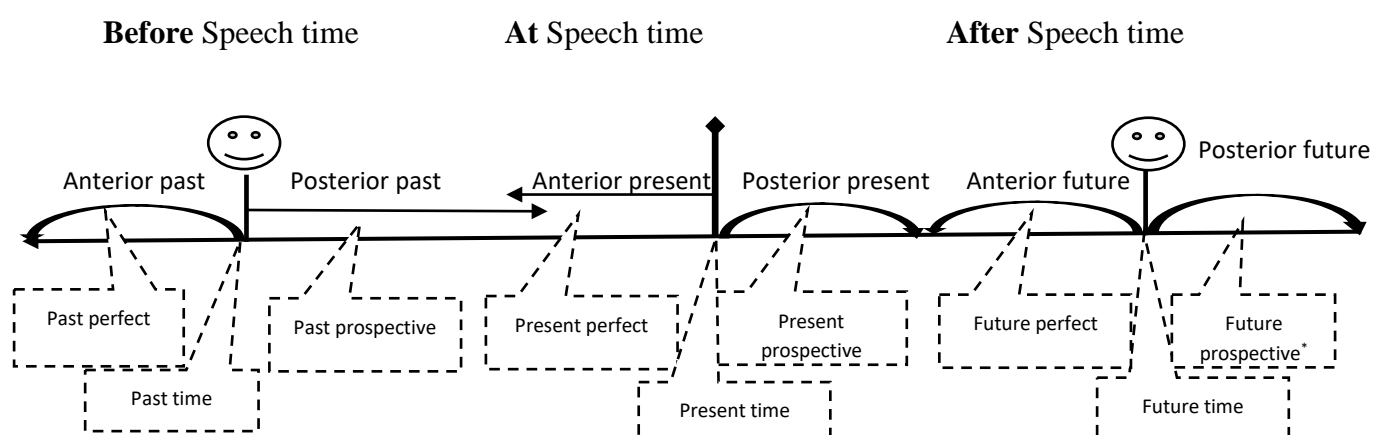 Before Speech time
At Speech time
After Speech time
Posterior future
Anterior past
Posterior past
Anterior present
Posterior present
Anterior future
Past perfect
Past prospective
Present perfect
Present
prospective
Future perfect
Future
prospective*
Past time
Present time
Future time